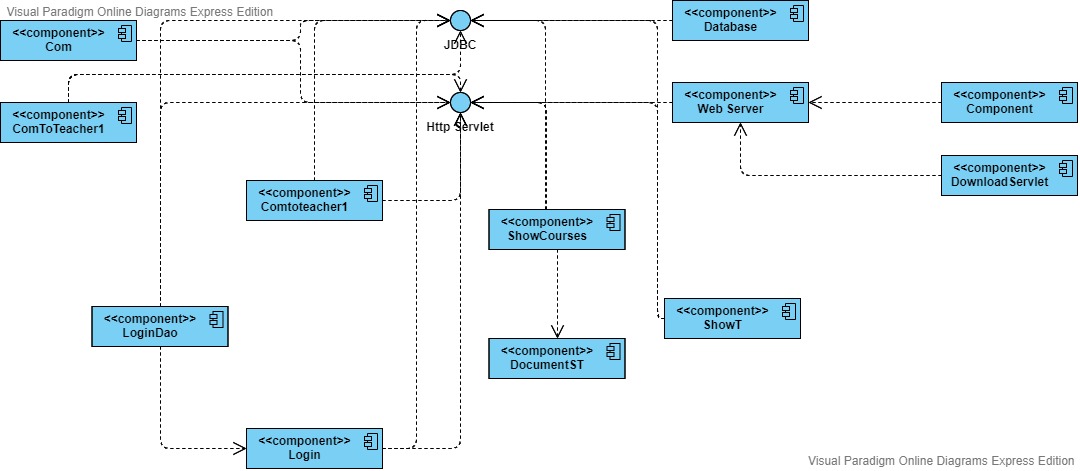 Visual Paradigm Online Diagrams Express Edition
<<component>>
Com
JDBC
<<component>>
Database
<<component>>
ComToTeacher1
Http Servlet
<<component>>
Web Server
<<component>>
Component
<<component>>
DownloadServlet
<<component>>
Comtoteacher1
<<component>>
ShowCourses
<<component>>
LoginDao
<<component>>
ShowT
<<component>>
DocumentST
<<component>>
Login
Visual Paradigm Online Diagrams Express Edition